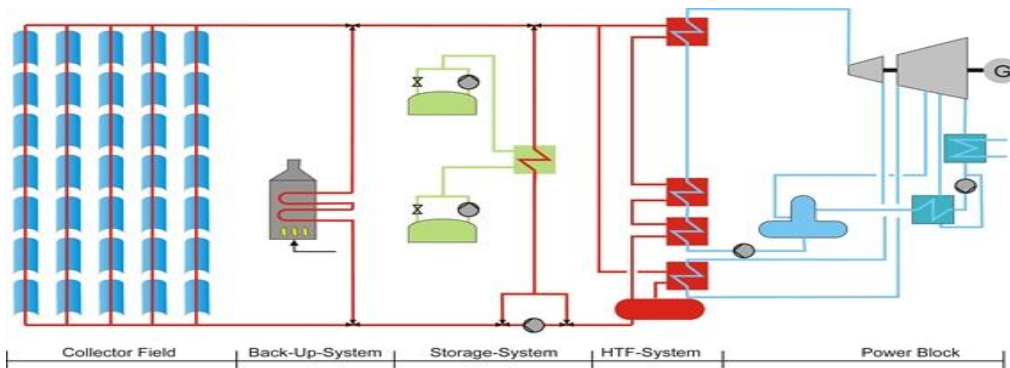 G
Collector Field
Back-Up-System
Storage-System
HTF-System
Power Block